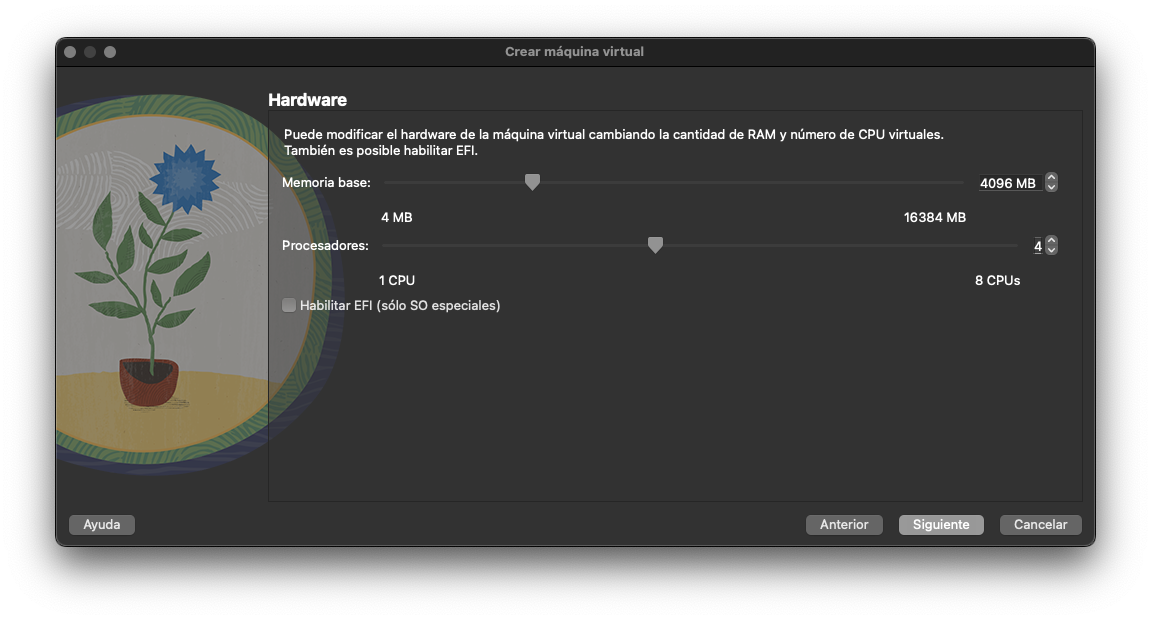 Crear máquina virtual
Hardware
Puede modificar el hardware de la máquina virtual cambiando la cantidad de RAM y número de CPU virtuales.
También es posible habilitar EFI.
Memoria base:
4096 MB
4 MB
16384 MB
Procesadores:
4
1 CPU
8 CPUs
Habilitar EFI (sólo SO especiales)
Ayuda
Anterior
Siguiente
Cancelar